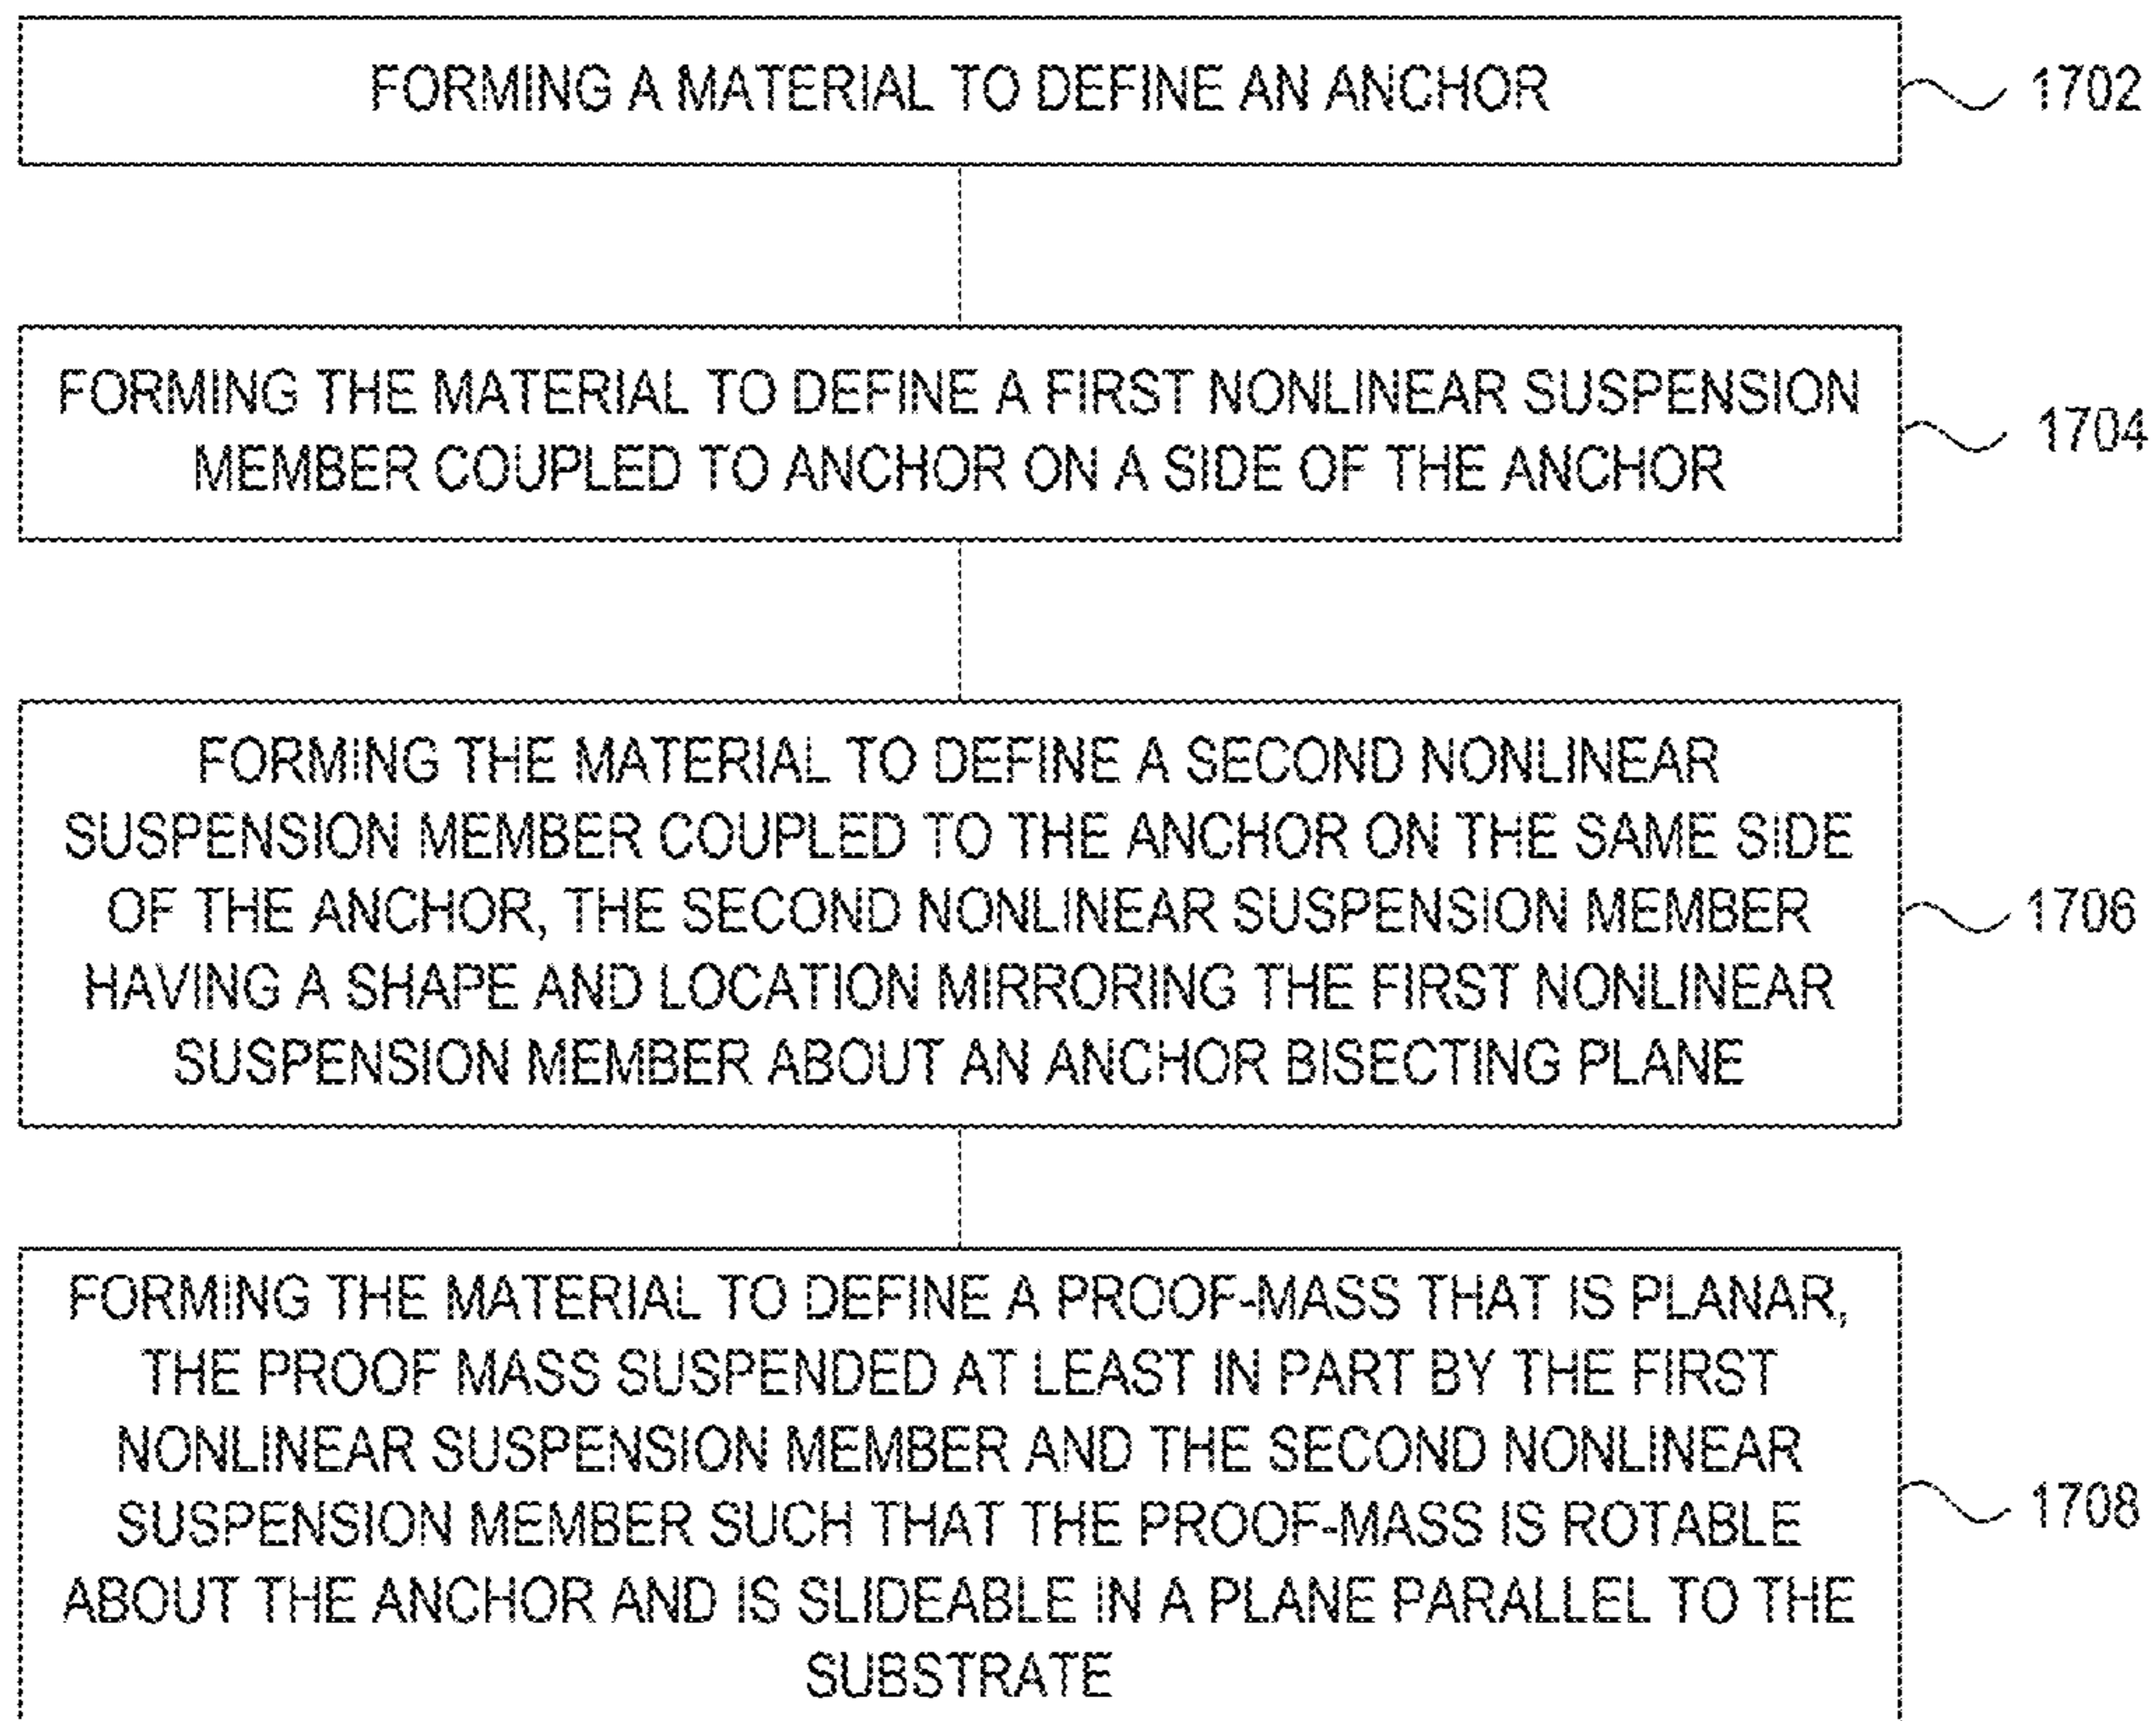 FORMING A MATERIAL TO DEFINE AN ANCHOR
1702
FORMING THE MATERIAL TO DEFINE A FIRST NONLINEAR SUSPENSION
MEMBER COUPLED TO ANCHOR ON A SIDE OF THE ANCHOR
1704
FORMING THE MATERIAL TO DEFINE A SECOND NONLINEAR
SUSPENSION MEMBER COUPLED TO THE ANCHOR ON THE SAME SIDE
OF THE ANCHOR, THE SECOND NONLINEAR SUSPENSION MEMBER
HAVING A SHAPE AND LOCATION MIRRORING THE FIRST NONLINEAR
SUSPENSION MEMBER ABOUT AN ANCHOR BISECTING PLANE
1706
FORMING THE MATERIAL TO DEFINE A PROOF-MASS THAT IS PLANAR,
THE PROOF MASS SUSPENDED AT LEAST IN PART BY THE FIRST
NONLINEAR SUSPENSION MEMBER AND THE SECOND NONLINEAR
SUSPENSION MEMBER SUCH THAT THE PROOF-MASS IS ROTABLE
ABOUT THE ANCHOR AND IS SLIDEABLE IN A PLANE PARALLEL TO THE
SUBSTRATE
1708